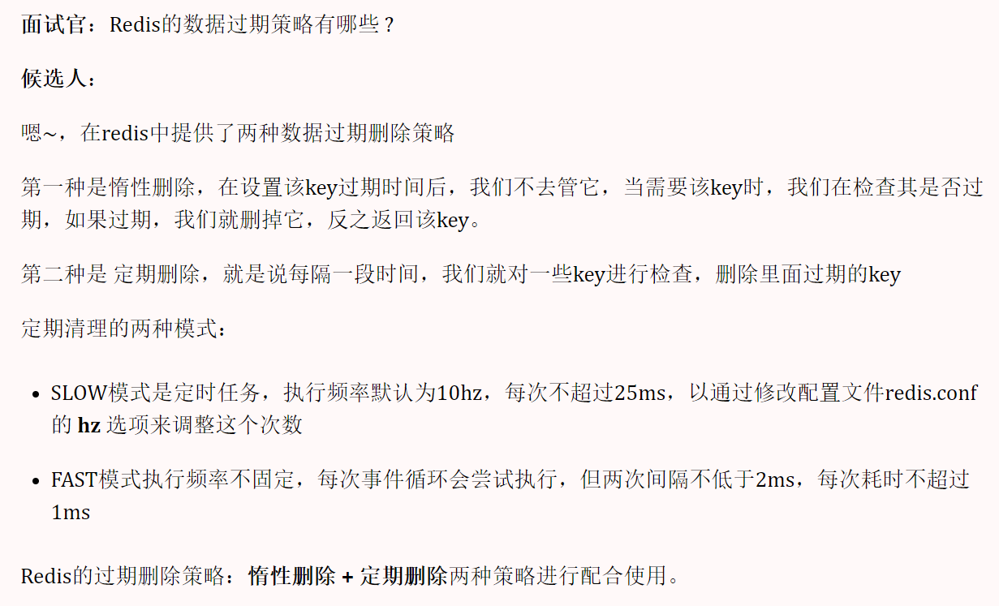 面试官：Redis的数据过期策略有哪些 ?
候选人：
嗯~，在redis中提供了两种数据过期删除策略
第一种是惰性删除，在设置该key过期时间后，我们不去管它，当需要该key时，我们在检查其是否过
期，如果过期，我们就删掉它，反之返回该key。
第二种是 定期删除，就是说每隔一段时间，我们就对一些key进行检查，删除里面过期的key
定期清理的两种模式：
• SLOW模式是定时任务，执行频率默认为10hz，每次不超过25ms，以通过修改配置文件redis.conf
的 hz 选项来调整这个次数
• FAST模式执行频率不固定，每次事件循环会尝试执行，但两次间隔不低于2ms，每次耗时不超过
1ms
Redis的过期删除策略：惰性删除 + 定期删除两种策略进行配合使用。